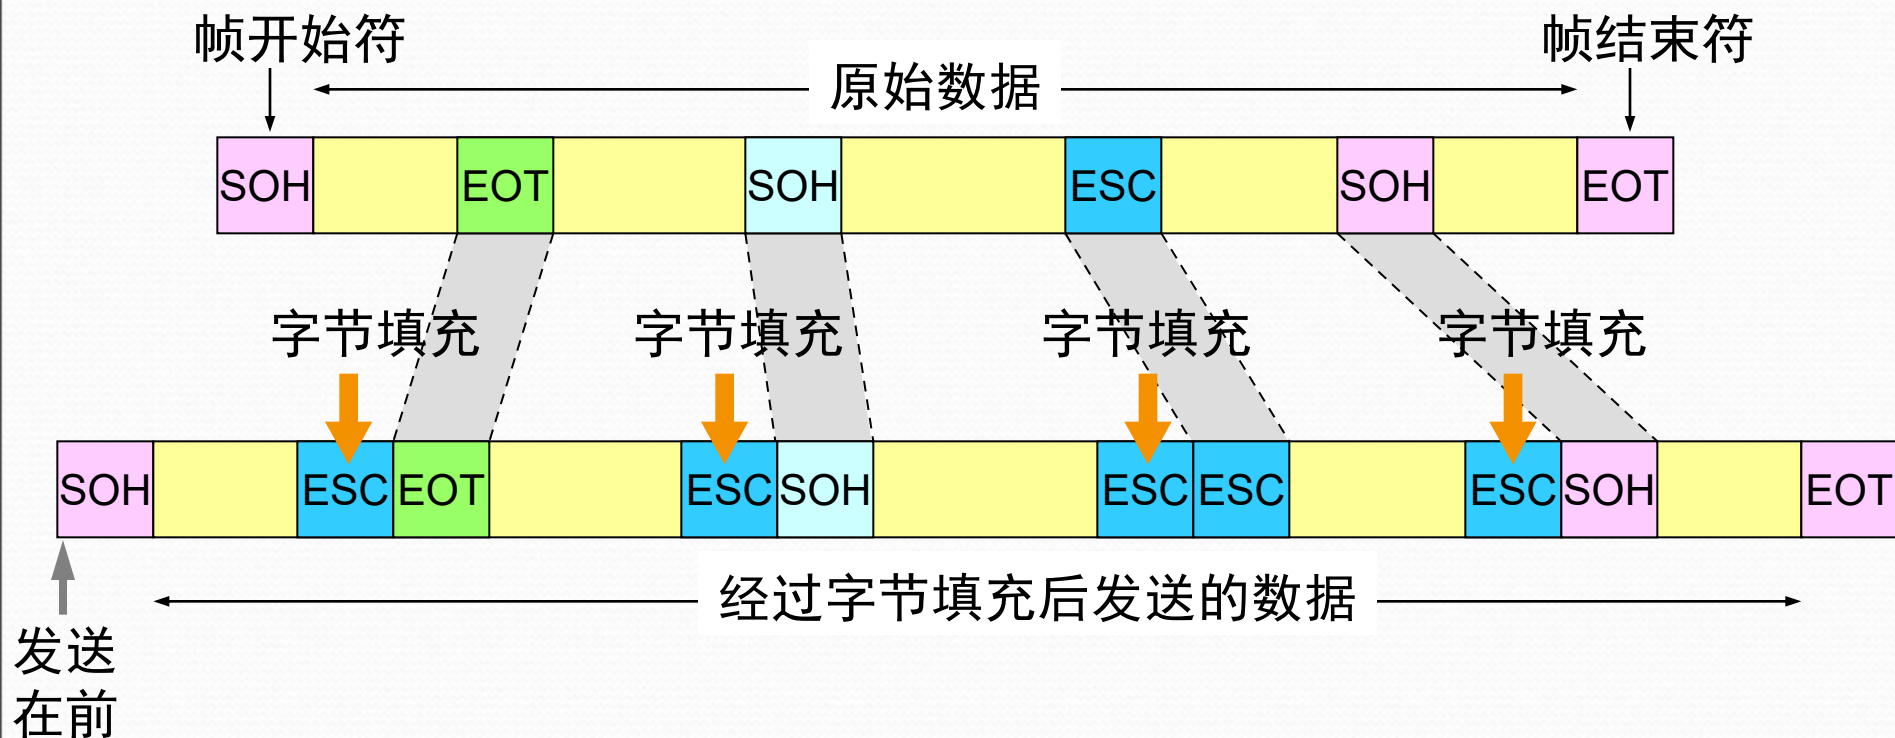 帧开始符
帧结束符
原始数据
SOH EOT SOH ESC SOH EOT
字节填充 字节填充 字节填充 字节填充
SOH ESC EOT ESC SOH ESC ESC ESC SOH EOT
经过字节填充后发送的数据
发送
在前